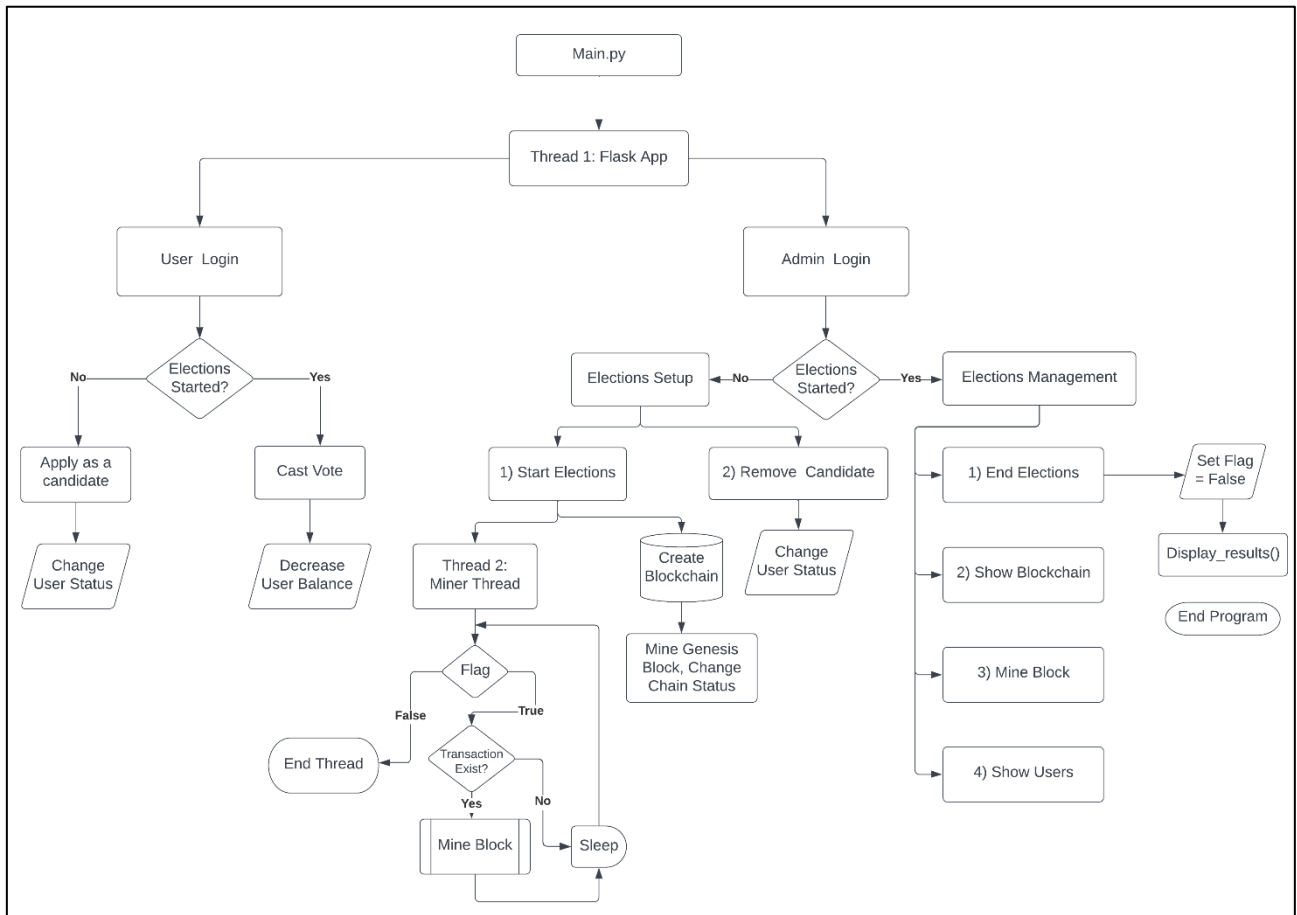 Main.py
Thread 1: Flask App
User Login
Admin Login
Elections
Started?
No
Yes
Elections Setup
No
Elections
Started?
Yes
Elections Management
Apply as a
candidate
Cast Vote
1) Start Elections
2) Remove Candidate
1) End Elections
Set Flag
= False
Change
User Status
Decrease
User Balance
Thread 2:
Miner Thread
Create
Blockchain
Change
User Status
2) Show Blockchain
Display_results()
End Program
Mine Genesis
Block, Change
Chain Status
Flag
3) Mine Block
False
True
End Thread
Transaction
Exist?
4) Show Users
Yes
No
Mine Block
Sleep